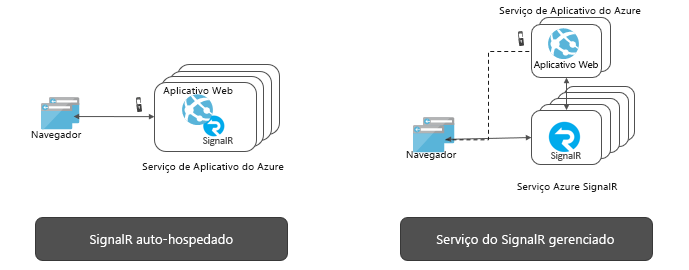 Aplicativo Web
SignalR
Navegador
Serviço de Aplicativo do Azure
SignalR auto-hospedado
Serviço de Aplicativo do Azure
Aplicativo Web
Navegador
SignalR
Serviço Azure SignalR
Serviço do SignalR gerenciado